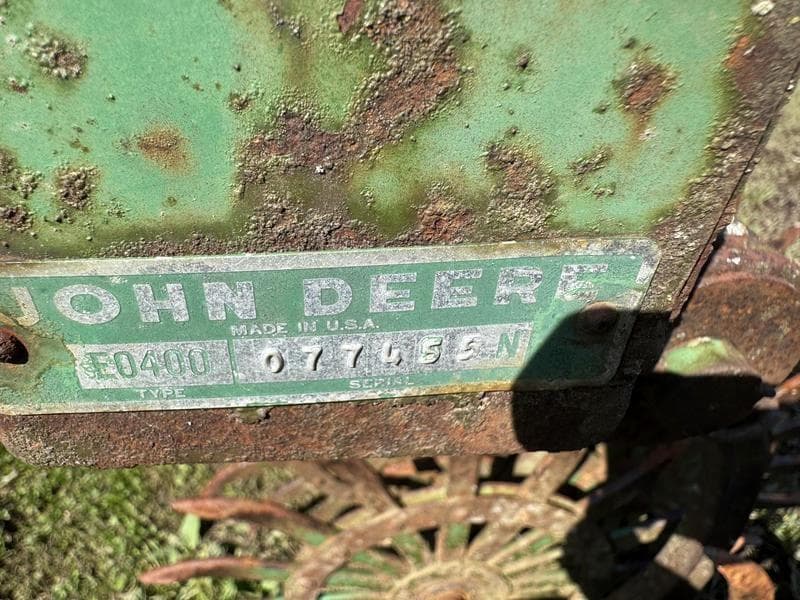 JOHN DEERE
MADE IN U.S.A.
E0400 077455N
TYPE SERIAL